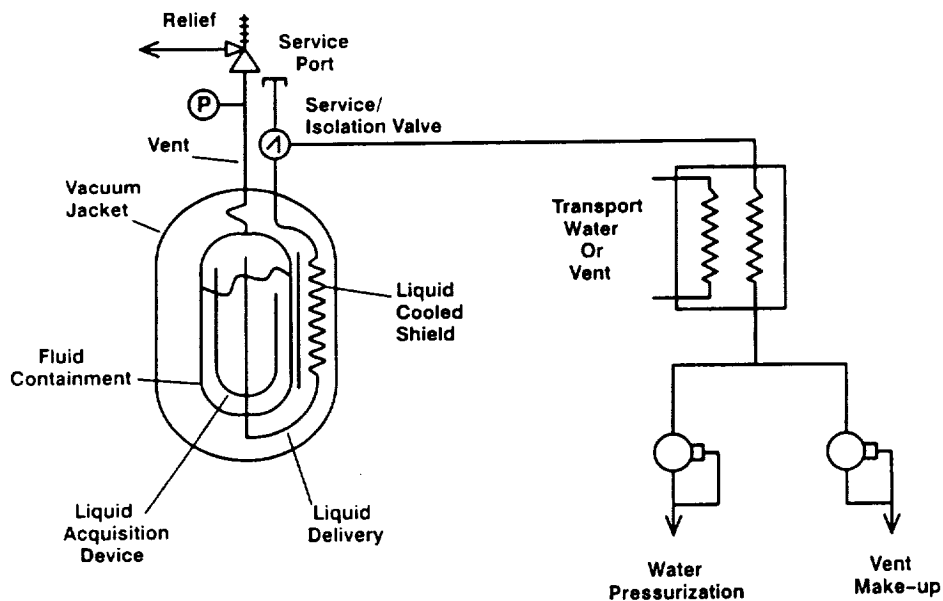 Relief
Service
Port
P
Service/
Isolation Valve
Vent
Vacuum
Jacket
Transport
Water
Or
Vent
Liquid
Cooled
Shield
Fluid
Containment
Liquid
Acquisition
Device
Liquid
Delivery
Water
Pressurization
Vent
Make-up